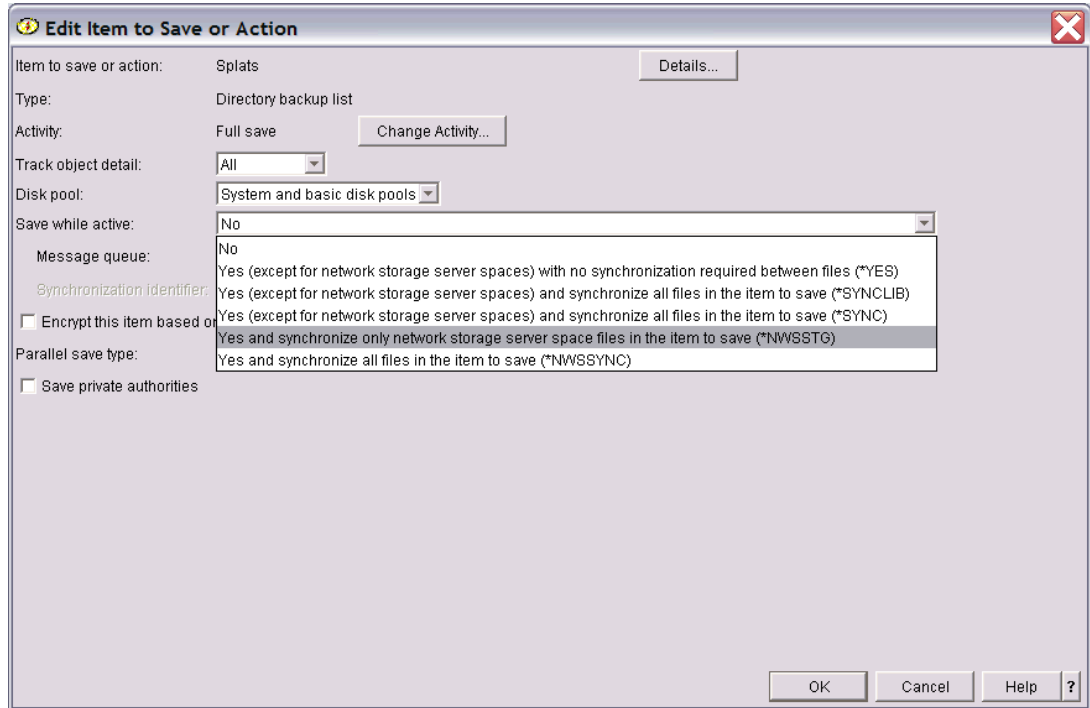 Edit Item to Save or Action
Item to save or action: Splats Details...
Type: Directory backup list
Activity: Full save Change Activity...
Track object detail: All
Disk pool: System and basic disk pools
Save while active: No
Message queue: No
Yes (except for network storage server spaces) with no synchronization required between files (*YES)
Synchronization identifier: Yes (except for network storage server spaces) and synchronize all files in the item to save (*SYNCLIB)
Encrypt this item based Yes (except for network storage server spaces) and synchronize all files in the item to save (*SYNC)
Yes and synchronize only network storage server space files in the item to save (*NWSSTG)
Parallel save type: Yes and synchronize all files in the item to save (*NWSSYNC)
Save private authorities
OK Cancel Help ?